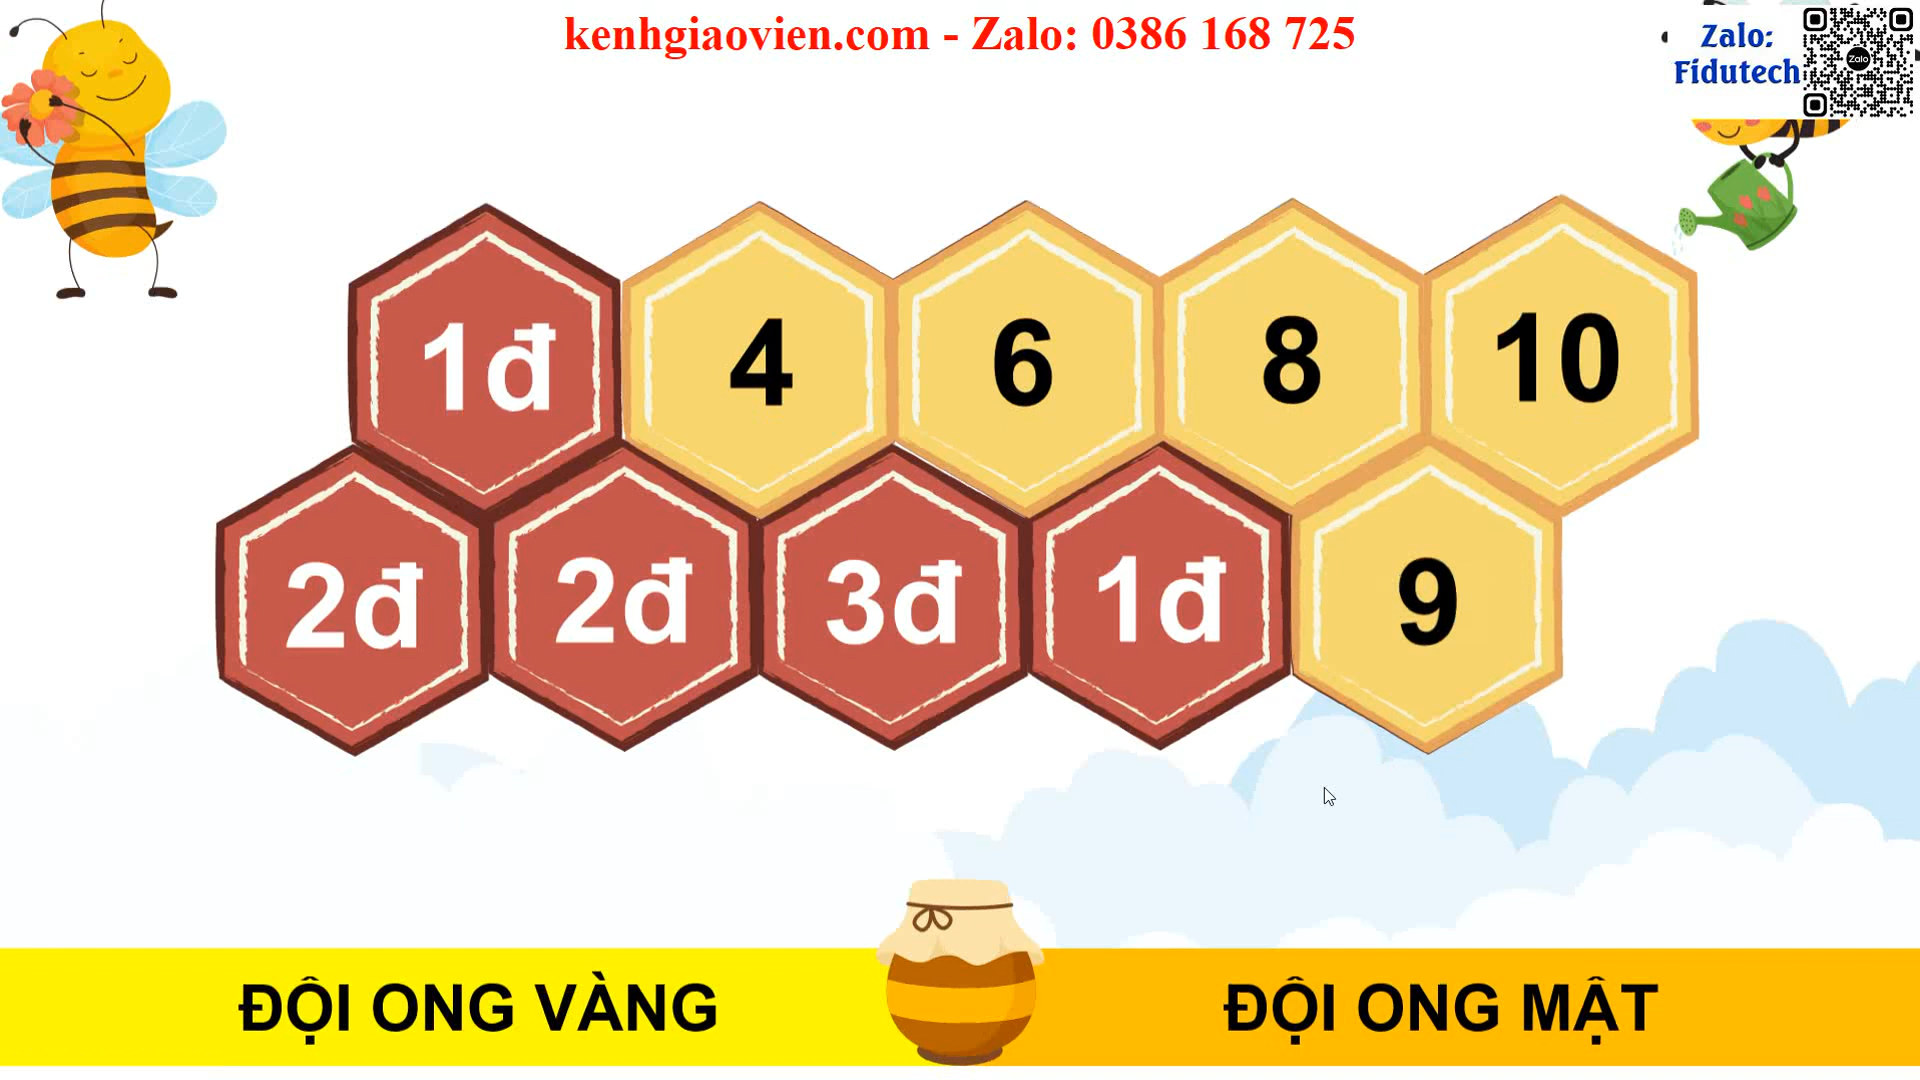 kenhgiaovien.com - Zalo: 0386 168 725
Zalo:
Fidutech
Zalo
1đ 4 6 8 10
2đ 2đ 3đ 1đ 9
ĐỘI ONG VÀNG
ĐỘI ONG MẬT